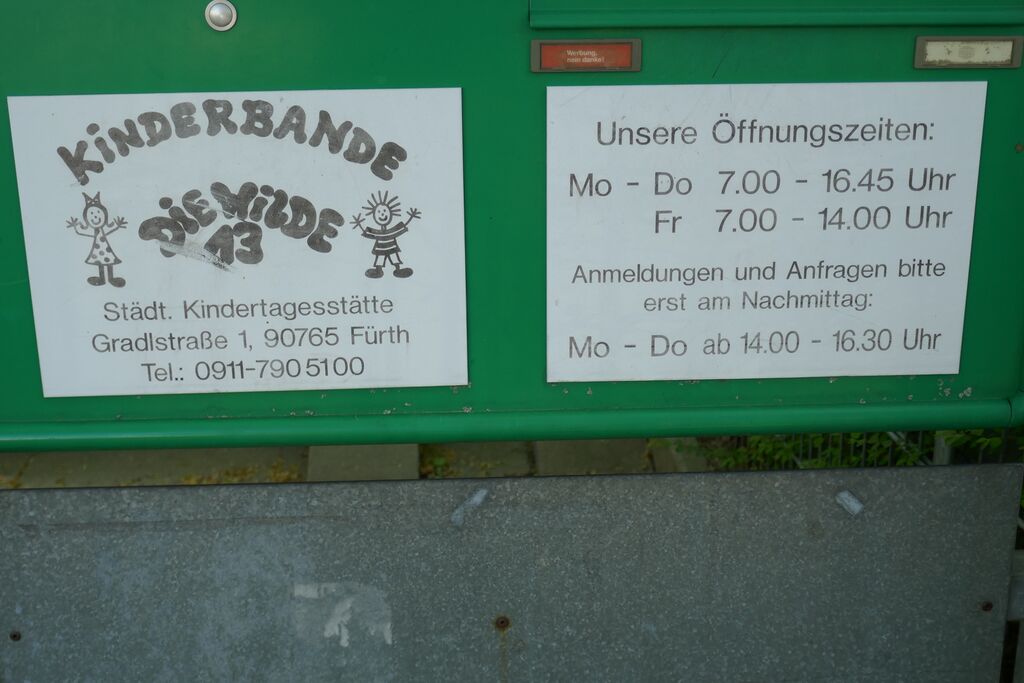 Werbung,
nein danke!
KINDERBANDE
DIE WILDE
13
Städt. Kindertagesstätte
Gradlstraße 1, 90765 Fürth
Tel.: 0911-7905100
Unsere Öffnungszeiten:
Mo - Do 7.00 - 16.45 Uhr
Fr 7.00 - 14.00 Uhr
Anmeldungen und Anfragen bitte
erst am Nachmittag:
Mo - Do ab 14.00 - 16.30 Uhr